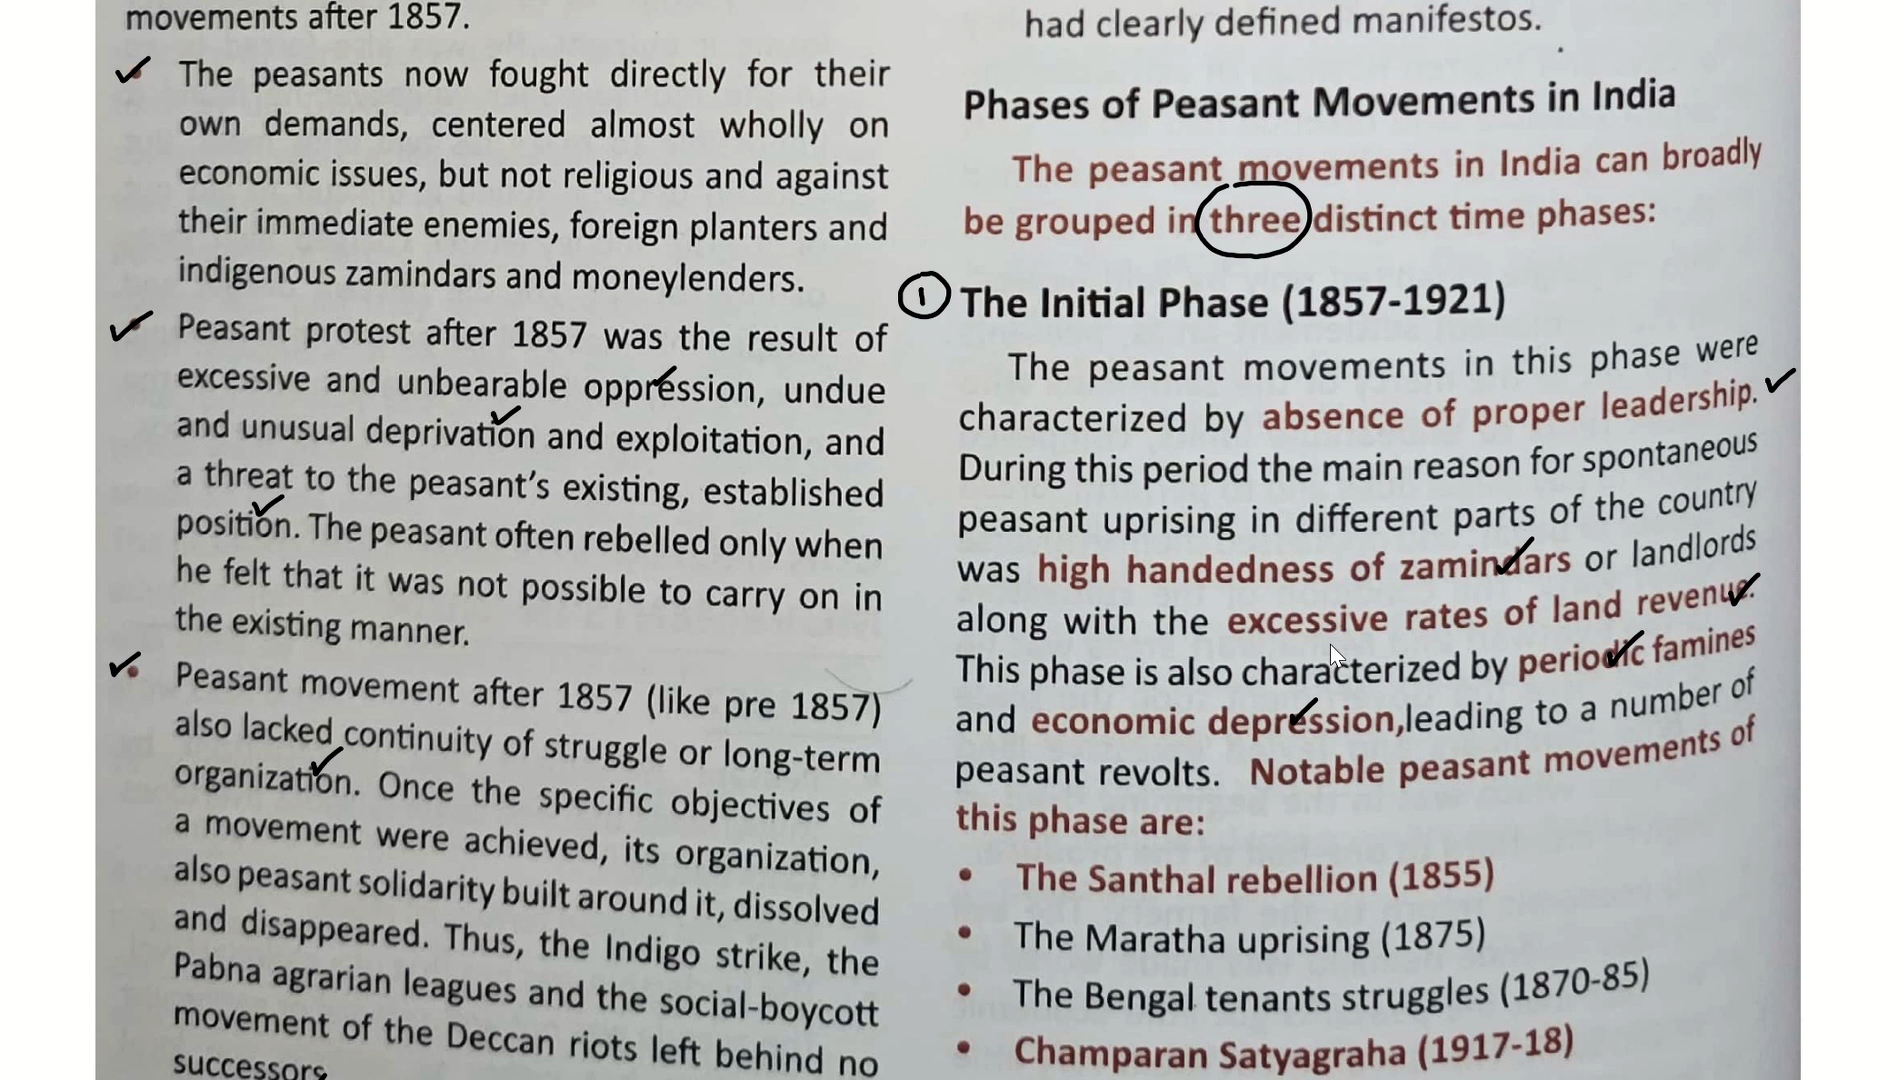 movements after 1857.
The peasants now fought directly for their
own demands, centered almost wholly on
economic issues, but not religious and against
their immediate enemies, foreign planters and
indigenous zamindars and moneylenders.
Peasant protest after 1857 was the result of
excessive and unbearable oppression, undue
and unusual deprivation and exploitation, and
a threat to the peasant's existing, established
position. The peasant often rebelled only when
he felt that it was not possible to carry on in
the existing manner.
Peasant movement after 1857 (like pre 1857)
also lacked continuity of struggle or long-term
organization. Once the specific objectives of
a movement were achieved, its organization,
also peasant solidarity built around it, dissolved
and disappeared. Thus, the Indigo strike, the
Pabna agrarian leagues and the social-boycott
movement of the Deccan riots left behind no
successors
had clearly defined manifestos.
Phases of Peasant Movements in India
The peasant movements in India can broadly
be grouped in three distinct time phases:
1 The Initial Phase (1857-1921)
The peasant movements in this phase were
characterized by absence of proper leadership.
During this period the main reason for spontaneous
peasant uprising in different parts of the country
was high handedness of zamindars or landlords
along with the excessive rates of land revenue.
This phase is also characterized by periodic famines
and economic depression,leading to a number of
peasant revolts. Notable peasant movements of
this phase are:
• The Santhal rebellion (1855)
• The Maratha uprising (1875)
• The Bengal tenants struggles (1870-85)
• Champaran Satyagraha (1917-18)